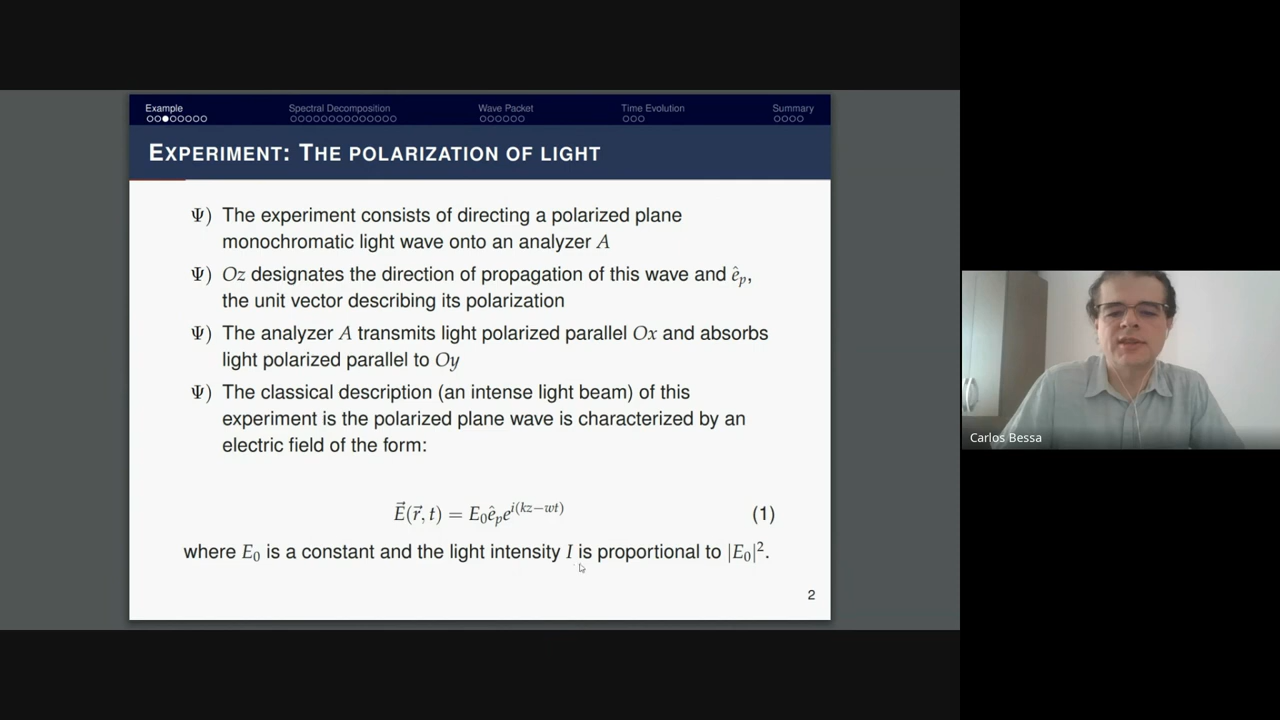 Example Spectral Decomposition Wave Packet Time Evolution Summary
EXPERIMENT: THE POLARIZATION OF LIGHT
Ψ) The experiment consists of directing a polarized plane
monochromatic light wave onto an analyzer A
Ψ) Oz designates the direction of propagation of this wave and ê_p,
the unit vector describing its polarization
Ψ) The analyzer A transmits light polarized parallel Ox and absorbs
light polarized parallel to Oy
Ψ) The classical description (an intense light beam) of this
experiment is the polarized plane wave is characterized by an
electric field of the form:
E⃗(r⃗, t) = E₀ê_p e^{i(kz−wt)} (1)
where E₀ is a constant and the light intensity I is proportional to |E₀|².
2
Carlos Bessa